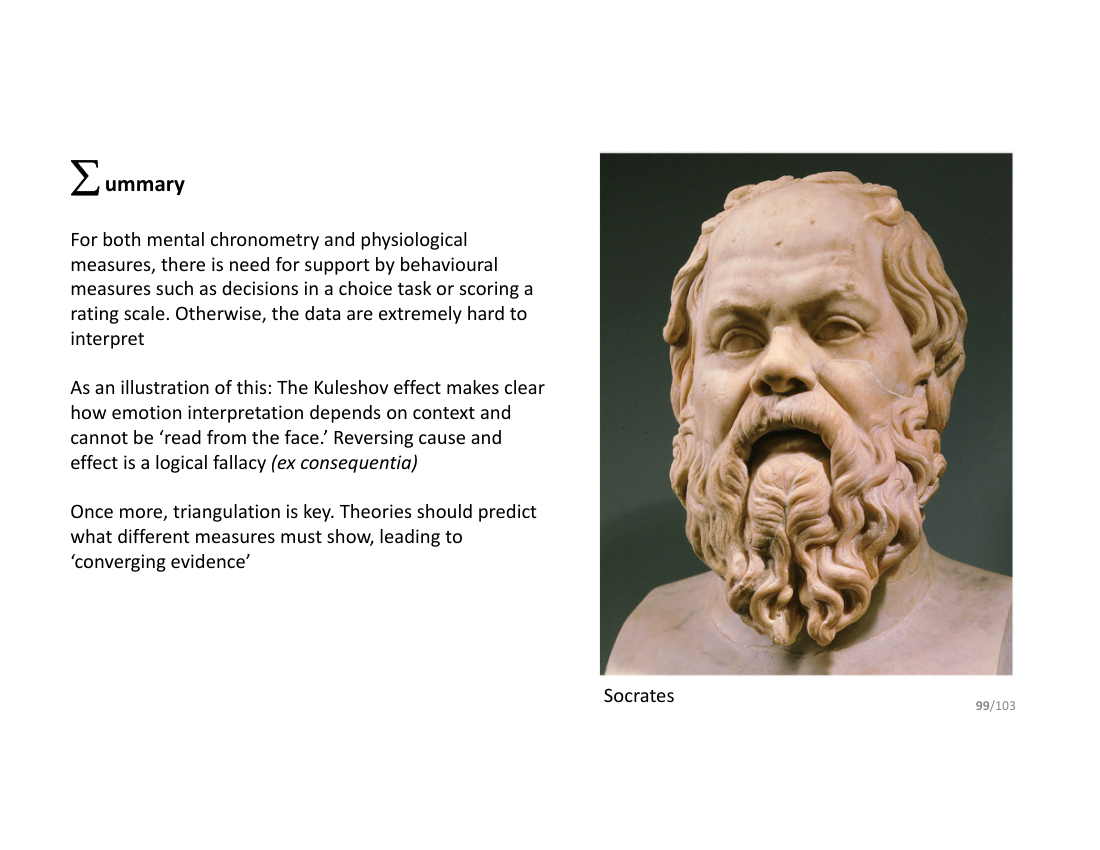 ∑ummary
For both mental chronometry and physiological
measures, there is need for support by behavioural
measures such as decisions in a choice task or scoring a
rating scale. Otherwise, the data are extremely hard to
interpret
As an illustration of this: The Kuleshov effect makes clear
how emotion interpretation depends on context and
cannot be ‘read from the face.’ Reversing cause and
effect is a logical fallacy (ex consequentia)
Once more, triangulation is key. Theories should predict
what different measures must show, leading to
‘converging evidence’
Socrates
99/103